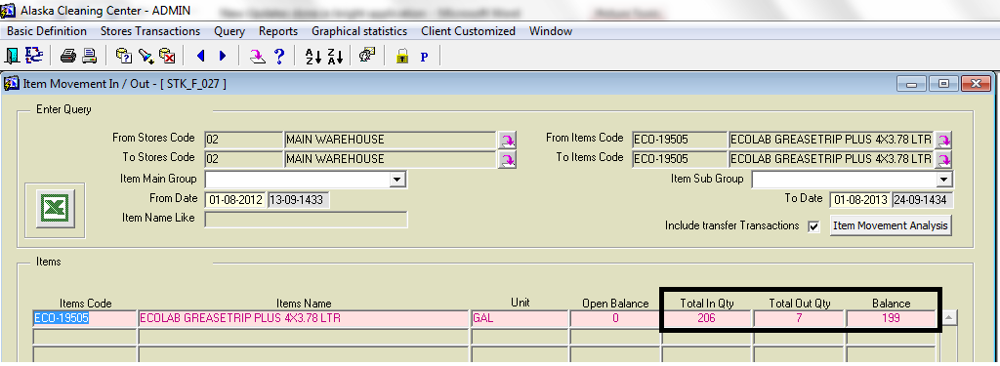 Alaska Cleaning Center - ADMIN
Basic Definition Stores Transactions Query Reports Graphical statistics Client Customized Window
A Z Z A P
Item Movement In / Out - [ STK_F_027 ]
Enter Query
From Stores Code 02 MAIN WAREHOUSE From Items Code ECO-19505 ECOLAB GREASETRIP PLUS 4X3.78 LTR
To Stores Code 02 MAIN WAREHOUSE To Items Code ECO-19505 ECOLAB GREASETRIP PLUS 4X3.78 LTR
Item Main Group Item Sub Group
From Date 01-08-2012 13-09-1433 To Date 01-08-2013 24-09-1434
Item Name Like
Include transfer Transactions Item Movement Analysis
Items
Items Code Items Name Unit Open Balance Total In Qty Total Out Qty Balance
ECO-19505 ECOLAB GREASETRIP PLUS 4X3.78 LTR GAL 0 206 7 199